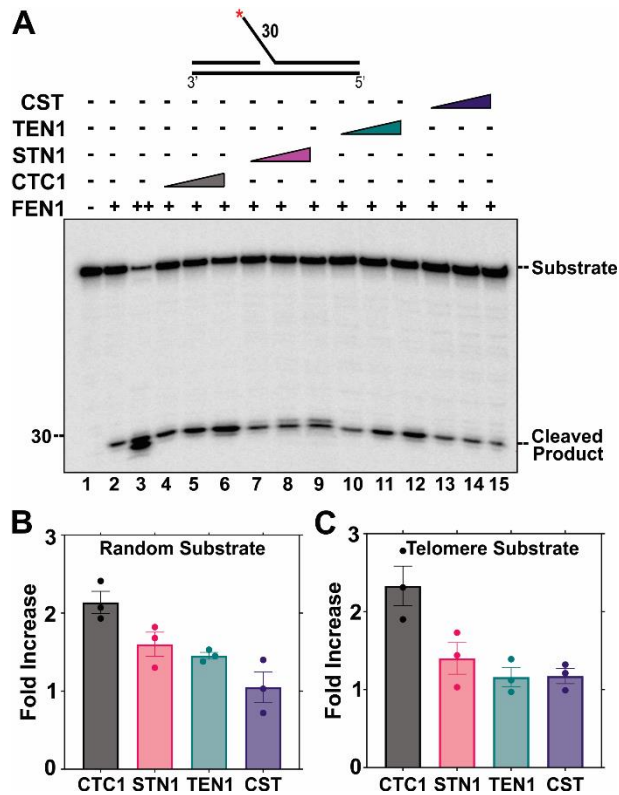 A
*
30
3' 5'
CST - - - - - - - - - - - -
TEN1 - - - - - - - - - - - -
STN1 - - - - - - - - - - - -
CTC1 - - - - - - - - - - - -
FEN1 - + ++ + + + + + + + + + + + +
Substrate
30
Cleaved
Product
1 2 3 4 5 6 7 8 9 10 11 12 13 14 15
B
Random Substrate
Fold Increase
3
2
1
0
CTC1 STN1 TEN1 CST
C
Telomere Substrate
Fold Increase
3
2
1
0
CTC1 STN1 TEN1 CST